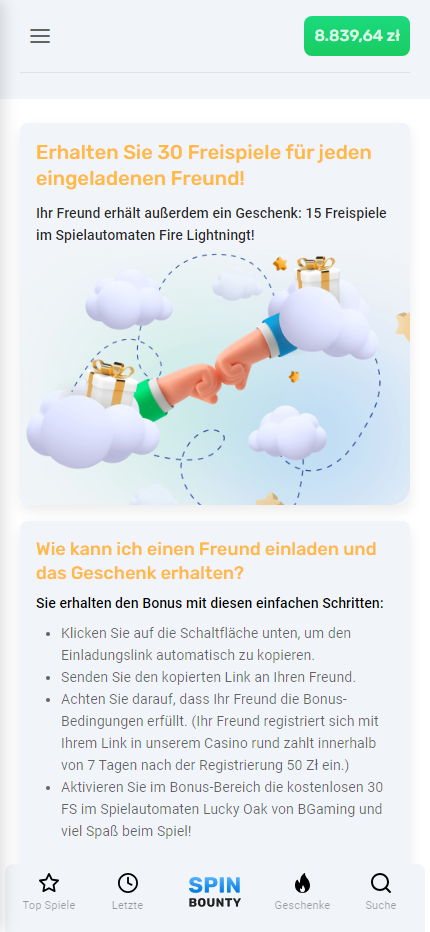 8.839,64 zł
Erhalten Sie 30 Freispiele für jeden
eingeladenen Freund!
Ihr Freund erhält außerdem ein Geschenk: 15 Freispiele
im Spielautomaten Fire Lightningt!
Wie kann ich einen Freund einladen und
das Geschenk erhalten?
Sie erhalten den Bonus mit diesen einfachen Schritten:
• Klicken Sie auf die Schaltfläche unten, um den
Einladungslink automatisch zu kopieren.
• Senden Sie den kopierten Link an Ihren Freund.
• Achten Sie darauf, dass Ihr Freund die Bonus-
Bedingungen erfüllt. (Ihr Freund registriert sich mit
Ihrem Link in unserem Casino rund zahlt innerhalb
von 7 Tagen nach der Registrierung 50 Zł ein.)
• Aktivieren Sie im Bonus-Bereich die kostenlosen 30
FS im Spielautomaten Lucky Oak von BGaming und
viel Spaß beim Spiel!
Top Spiele
Letzte
SPIN
BOUNTY
Geschenke
Suche